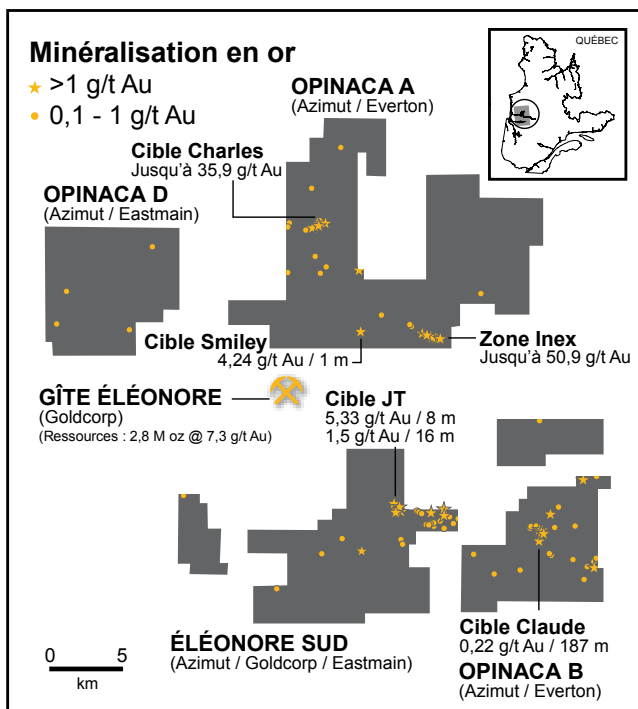 Minéralisation en or
>1 g/t Au
0,1 - 1 g/t Au
QUÉBEC
OPINACA A
(Azimut / Everton)
Cible Charles
Jusqu'à 35,9 g/t Au
OPINACA D
(Azimut / Eastmain)
Cible Smiley
4,24 g/t Au / 1 m
Zone Inex
Jusqu'à 50,9 g/t Au
GÎTE ÉLÉONORE
(Goldcorp)
(Ressources : 2,8 M oz @ 7,3 g/t Au)
Cible JT
5,33 g/t Au / 8 m
1,5 g/t Au / 16 m
ÉLÉONORE SUD
(Azimut / Goldcorp / Eastmain)
Cible Claude
0,22 g/t Au / 187 m
OPINACA B
(Azimut / Everton)
0 5
km